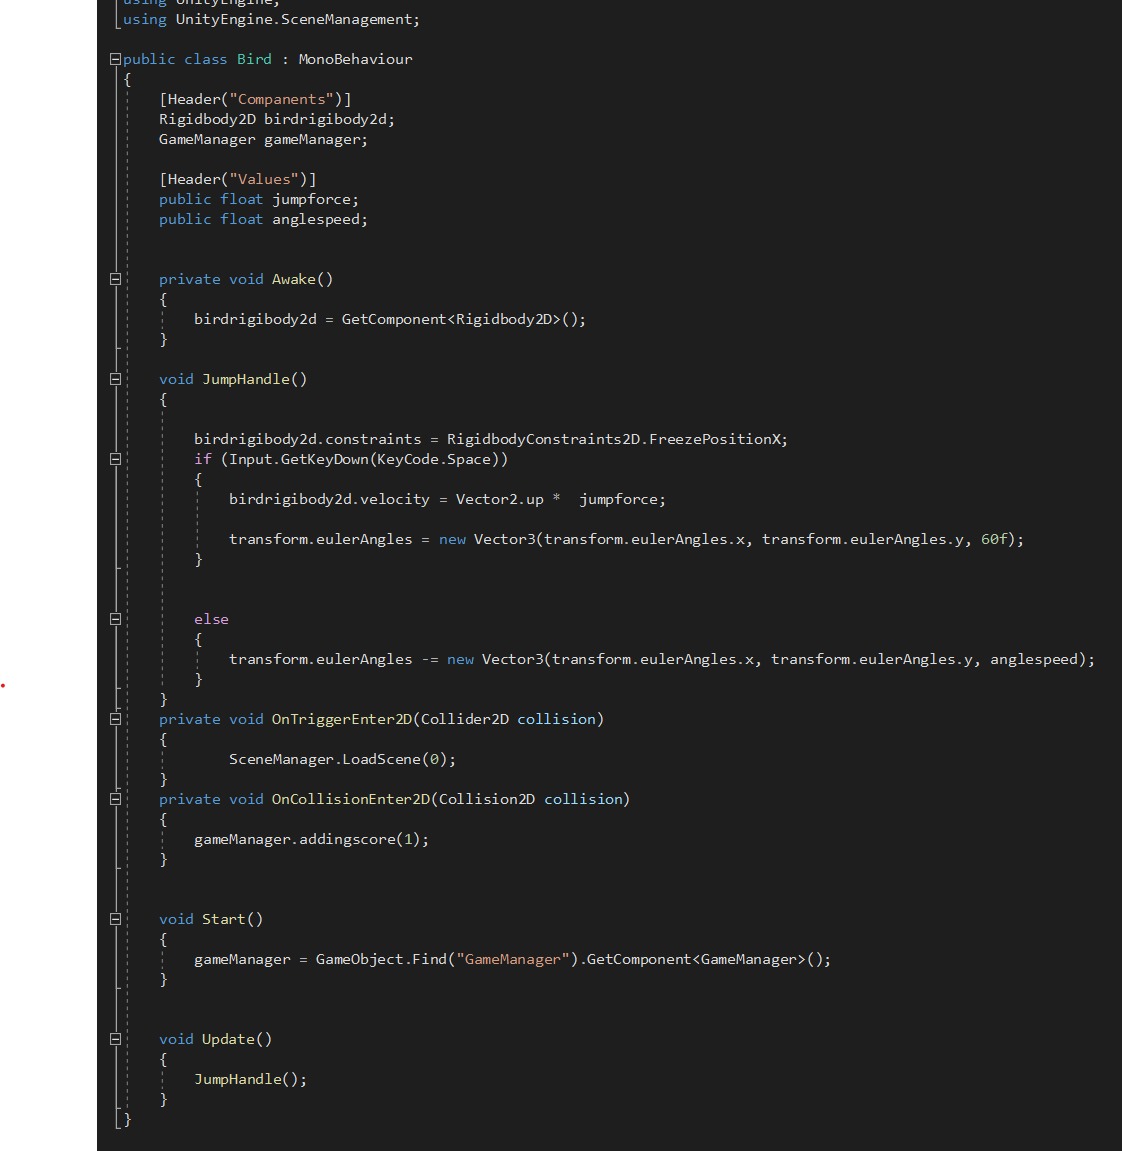 using UnityEngine;
using UnityEngine.SceneManagement;
public class Bird : MonoBehaviour
{
[Header("Companents")]
Rigidbody2D birdrigibody2d;
GameManager gameManager;
[Header("Values")]
public float jumpforce;
public float anglespeed;
private void Awake()
{
birdrigibody2d = GetComponent<Rigidbody2D>();
}
void JumpHandle()
{
birdrigibody2d.constraints = RigidbodyConstraints2D.FreezePositionX;
if (Input.GetKeyDown(KeyCode.Space))
{
birdrigibody2d.velocity = Vector2.up *  jumpforce;
transform.eulerAngles = new Vector3(transform.eulerAngles.x, transform.eulerAngles.y, 60f);
}
else
{
transform.eulerAngles -= new Vector3(transform.eulerAngles.x, transform.eulerAngles.y, anglespeed);
}
}
private void OnTriggerEnter2D(Collider2D collision)
{
SceneManager.LoadScene(0);
}
private void OnCollisionEnter2D(Collision2D collision)
{
gameManager.addingscore(1);
}
void Start()
{
gameManager = GameObject.Find("GameManager").GetComponent<GameManager>();
}
void Update()
{
JumpHandle();
}
}